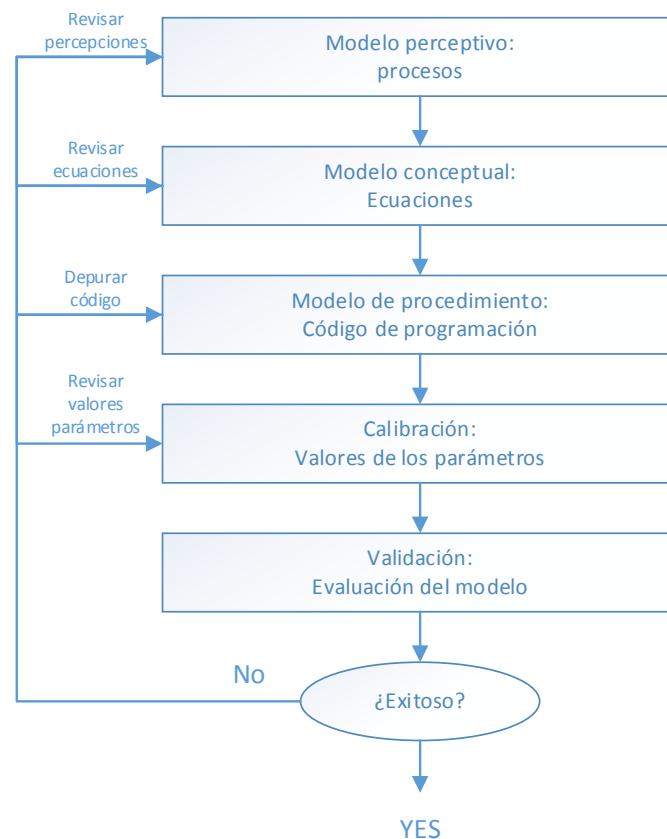 Revisar
percepciones
Modelo perceptivo:
procesos
Revisar
ecuaciones
Modelo conceptual:
Ecuaciones
Depurar
código
Modelo de procedimiento:
Código de programación
Revisar
valores
parámetros
Calibración:
Valores de los parámetros
Validación:
Evaluación del modelo
No
¿Exitoso?
YES